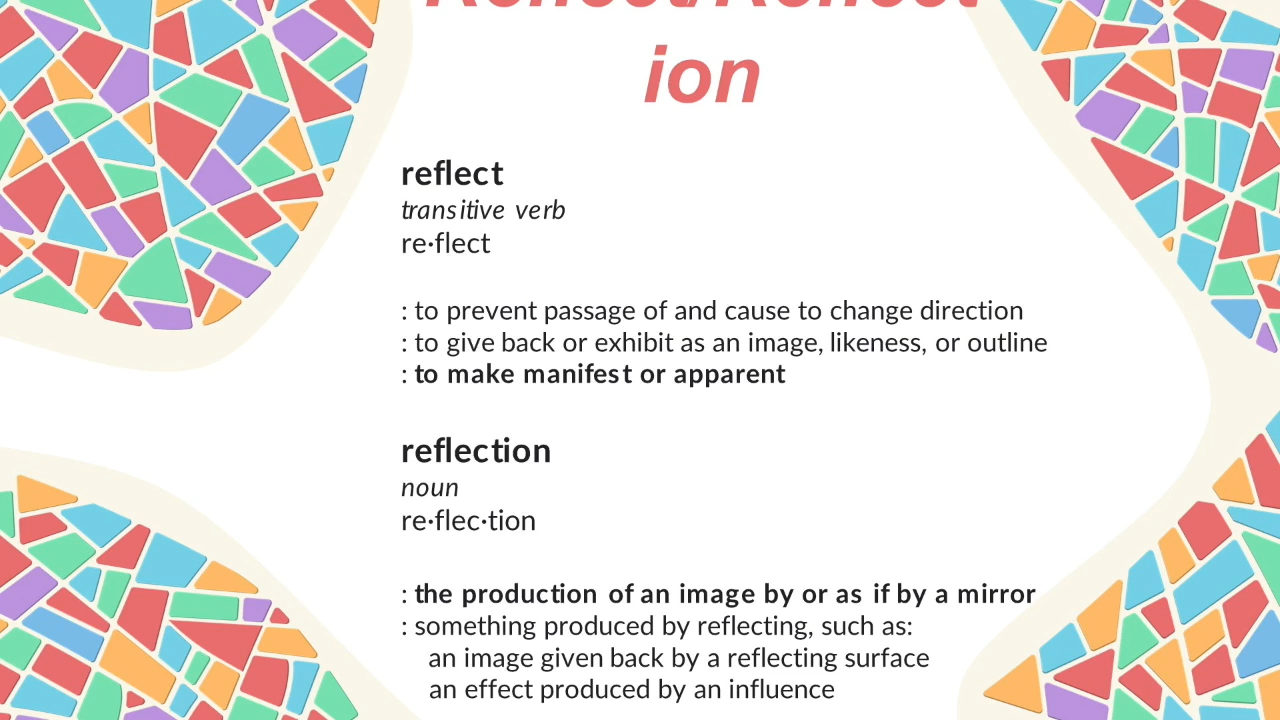 Reflect/Reflect
ion
reflect
transitive verb
re·flect
: to prevent passage of and cause to change direction
: to give back or exhibit as an image, likeness, or outline
: to make manifest or apparent
reflection
noun
re·flec·tion
: the production of an image by or as if by a mirror
: something produced by reflecting, such as:
an image given back by a reflecting surface
an effect produced by an influence